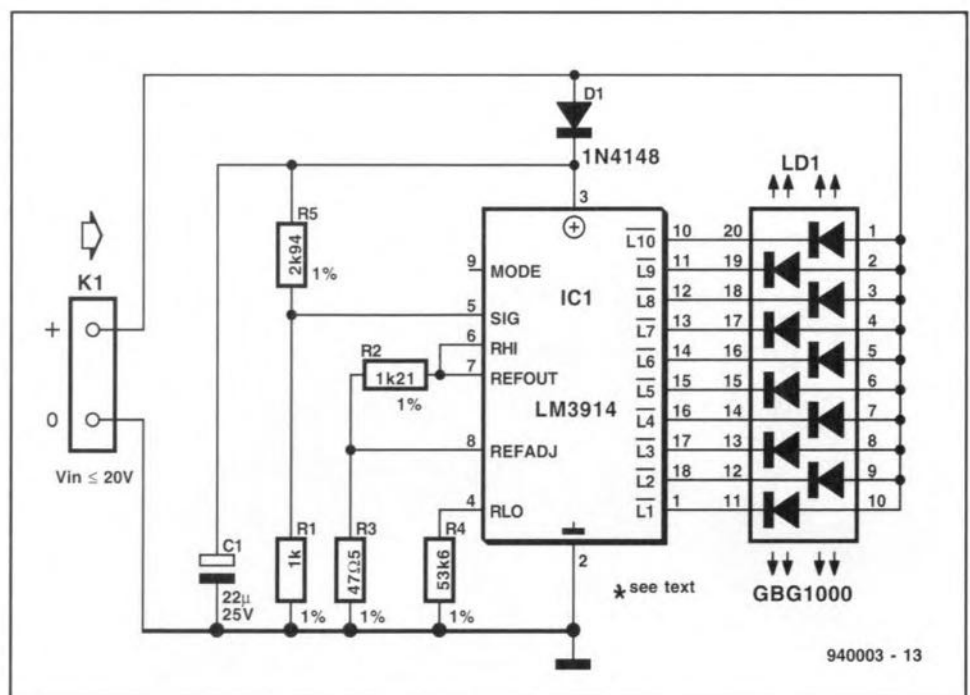 D1
1N4148
LD1
3
R5
2k94
1%
K1
+
0
Vin ≤ 20V
9 MODE
5 SIG
6 RHI
7 REFOUT
8 REFADJ
4 RLO
2
IC1
LM3914
R2
1k21
1%
C1
22µ
25V
R1
1k
1%
R3
47Ω5
1%
R4
53k6
1%
L10 10 20 1
L9 11 19 2
L8 12 18 3
L7 13 17 4
L6 14 16 5
L5 15 15 6
L4 16 14 7
L3 17 13 8
L2 18 12 9
L1 1 11 10
* see text
GBG1000
940003 - 13